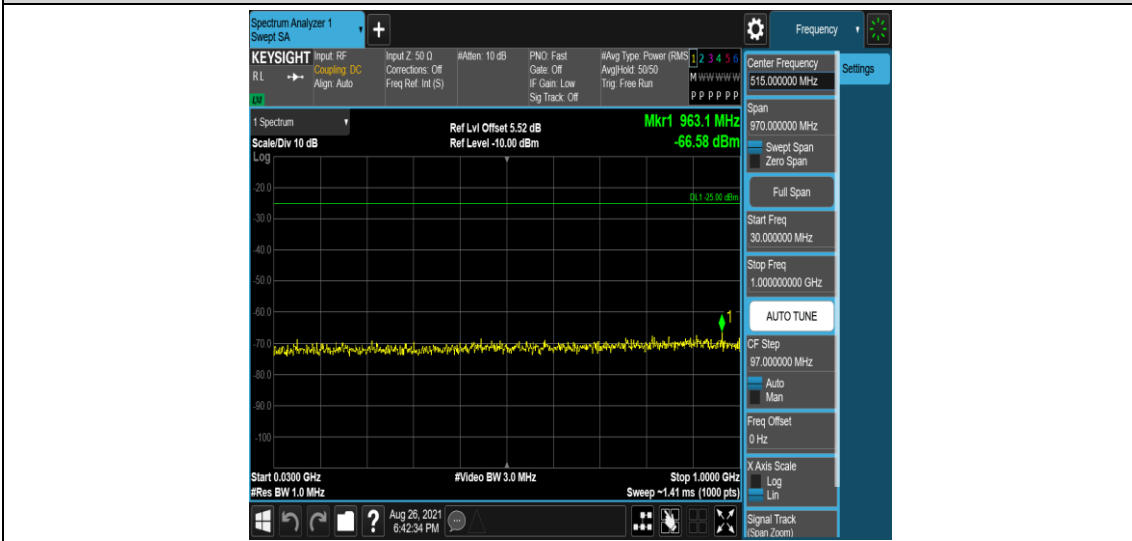 Spectrum Analyzer 1
Swept SA
+
Frequency
KEYSIGHT
RL
LNI
Input: RF
Coupling: DC
Align: Auto
Input Z: 50 Ω
Corrections: Off
Freq Ref: Int (S)
#Atten: 10 dB
PNO: Fast
Gate: Off
IF Gain: Low
Sig Track: Off
#Avg Type: Power (RMS
Avg|Hold: 50/50
Trig: Free Run
1 2 3 4 5 6
M W W W W W
P P P P P P
1 Spectrum
Scale/Div 10 dB
Log
Ref Lvl Offset 5.52 dB
Ref Level -10.00 dBm
Mkr1 963.1 MHz
-66.58 dBm
-20.0
DL1 -25.00 dBm
-30.0
-40.0
-50.0
-60.0
1
-70.0
-80.0
-90.0
-100
Start 0.0300 GHz
#Res BW 1.0 MHz
#Video BW 3.0 MHz
Stop 1.0000 GHz
Sweep ~1.41 ms (1000 pts)
?
Aug 26, 2021
6:42:34 PM
Center Frequency
515.000000 MHz
Settings
Span
970.000000 MHz
Swept Span
Zero Span
Full Span
Start Freq
30.000000 MHz
Stop Freq
1.000000000 GHz
AUTO TUNE
CF Step
97.000000 MHz
Auto
Man
Freq Offset
0 Hz
X Axis Scale
Log
Lin
Signal Track
(Span Zoom)